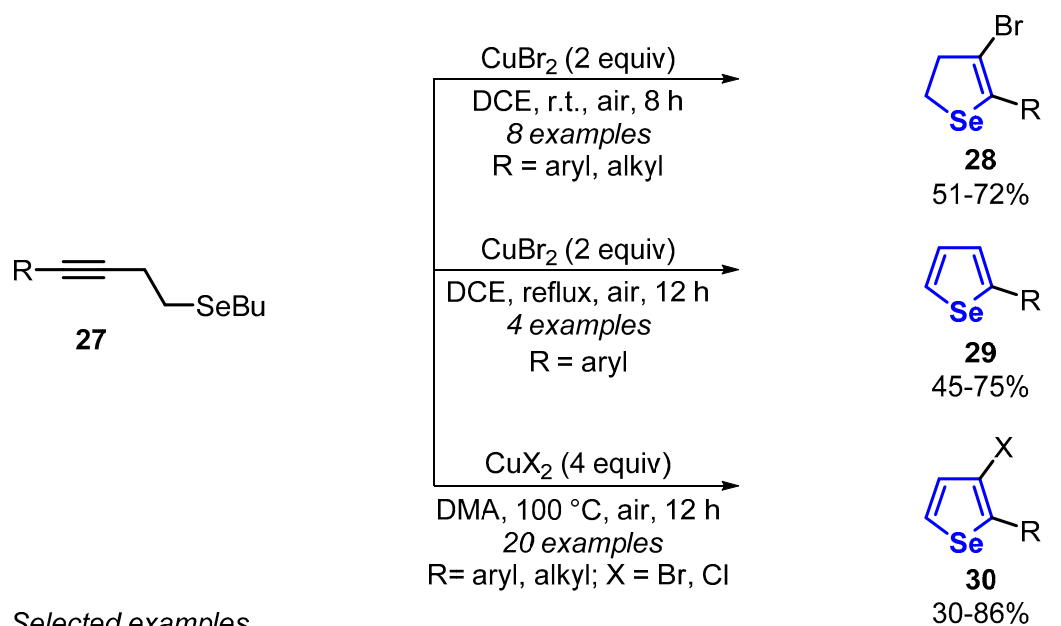 R
SeBu
27
CuBr2 (2 equiv)
DCE, r.t., air, 8 h
8 examples
R = aryl, alkyl
Br
R
Se
28
51-72%
CuBr2 (2 equiv)
DCE, reflux, air, 12 h
4 examples
R = aryl
R
Se
29
45-75%
CuX2 (4 equiv)
DMA, 100 °C, air, 12 h
20 examples
R= aryl, alkyl; X = Br, Cl
X
R
Se
30
30-86%
Selected examples